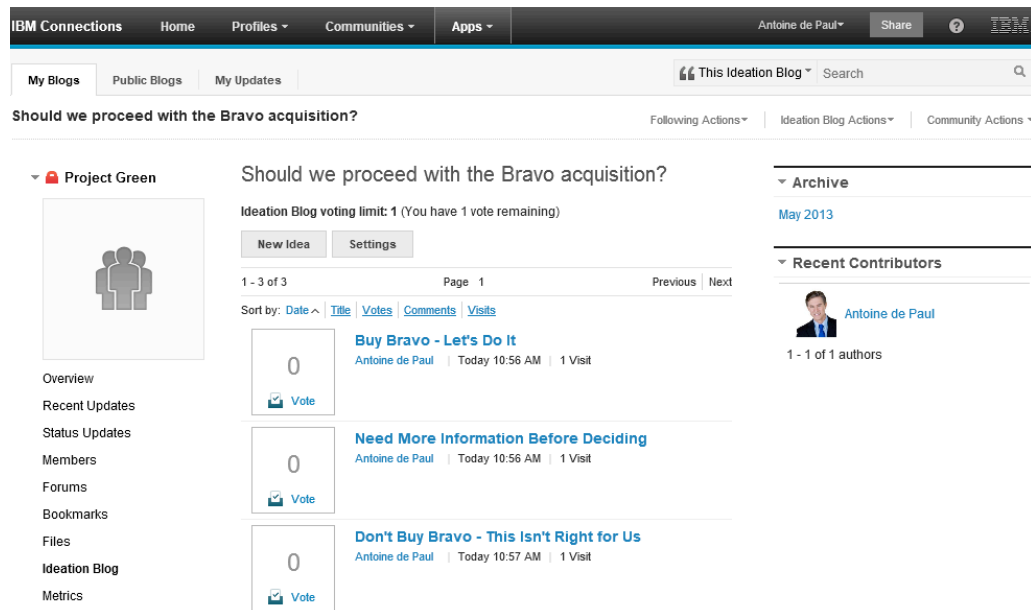 IBM Connections Home Profiles Communities Apps Antoine de Paul Share ? IBM
My Blogs Public Blogs My Updates This Ideation Blog Search
Should we proceed with the Bravo acquisition? Following Actions Ideation Blog Actions Community Actions
Project Green
Overview
Recent Updates
Status Updates
Members
Forums
Bookmarks
Files
Ideation Blog
Metrics
Should we proceed with the Bravo acquisition?
Ideation Blog voting limit: 1 (You have 1 vote remaining)
New Idea Settings
1 - 3 of 3 Page 1 Previous Next
Sort by: Date Title Votes Comments Visits
0
Vote
Buy Bravo - Let's Do It
Antoine de Paul Today 10:56 AM 1 Visit
0
Vote
Need More Information Before Deciding
Antoine de Paul Today 10:56 AM 1 Visit
0
Vote
Don't Buy Bravo - This Isn't Right for Us
Antoine de Paul Today 10:57 AM 1 Visit
Archive
May 2013
Recent Contributors
Antoine de Paul
1 - 1 of 1 authors